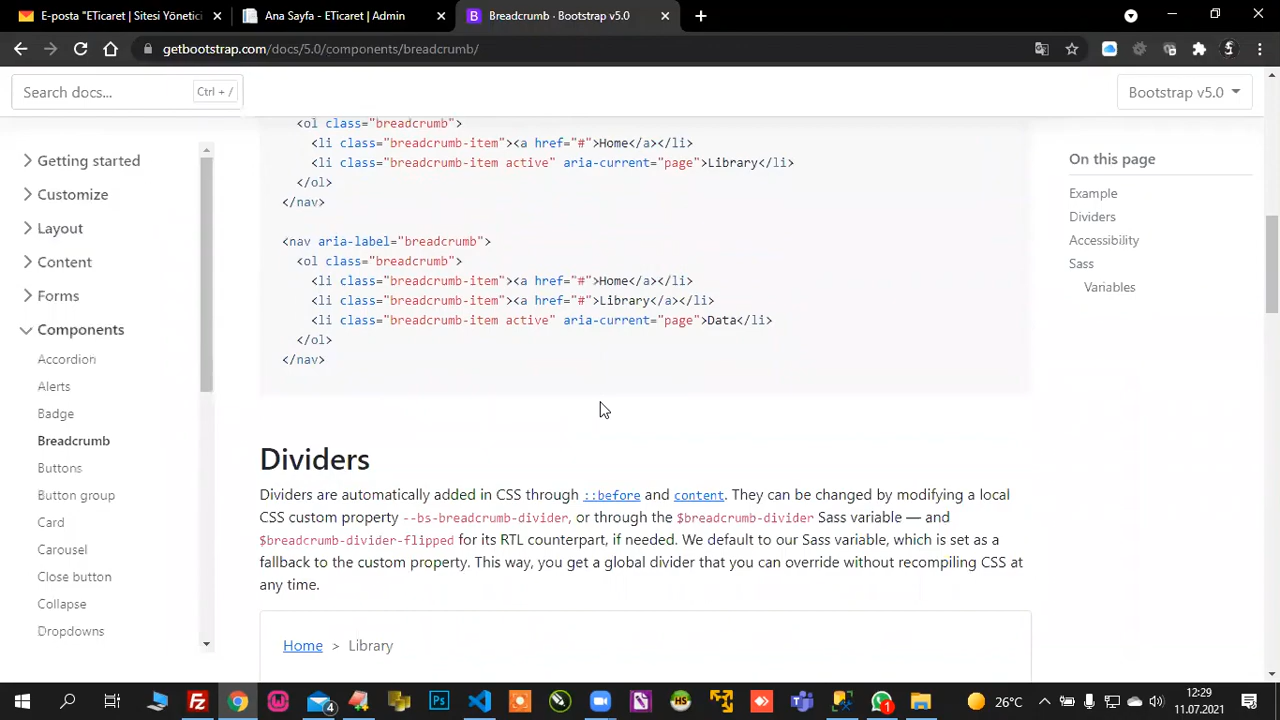 E-posta "ETicaret | Sitesi Yönetici
Ana Sayfa - ETicaret | Admin
Breadcrumb · Bootstrap v5.0
getbootstrap.com/docs/5.0/components/breadcrumb/
Search docs...
Ctrl + /
Bootstrap v5.0
Getting started
Customize
Layout
Content
Forms
Components
Accordion
Alerts
Badge
Breadcrumb
Buttons
Button group
Card
Carousel
Close button
Collapse
Dropdowns
<ol class="breadcrumb">
<li class="breadcrumb-item"><a href="#">Home</a></li>
<li class="breadcrumb-item active" aria-current="page">Library</li>
</ol>
</nav>
<nav aria-label="breadcrumb">
<ol class="breadcrumb">
<li class="breadcrumb-item"><a href="#">Home</a></li>
<li class="breadcrumb-item"><a href="#">Library</a></li>
<li class="breadcrumb-item active" aria-current="page">Data</li>
</ol>
</nav>
Dividers
Dividers are automatically added in CSS through ::before and content. They can be changed by modifying a local
CSS custom property --bs-breadcrumb-divider, or through the $breadcrumb-divider Sass variable — and
$breadcrumb-divider-flipped for its RTL counterpart, if needed. We default to our Sass variable, which is set as a
fallback to the custom property. This way, you get a global divider that you can override without recompiling CSS at
any time.
Home > Library
On this page
Example
Dividers
Accessibility
Sass
Variables
4
1
26°C
12:29
11.07.2021